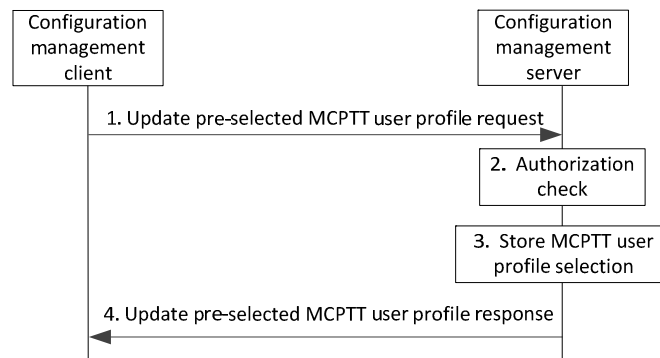 Configuration
management
client
Configuration
management
server
1. Update pre-selected MCPTT user profile request
2. Authorization
check
3. Store MCPTT user
profile selection
4. Update pre-selected MCPTT user profile response